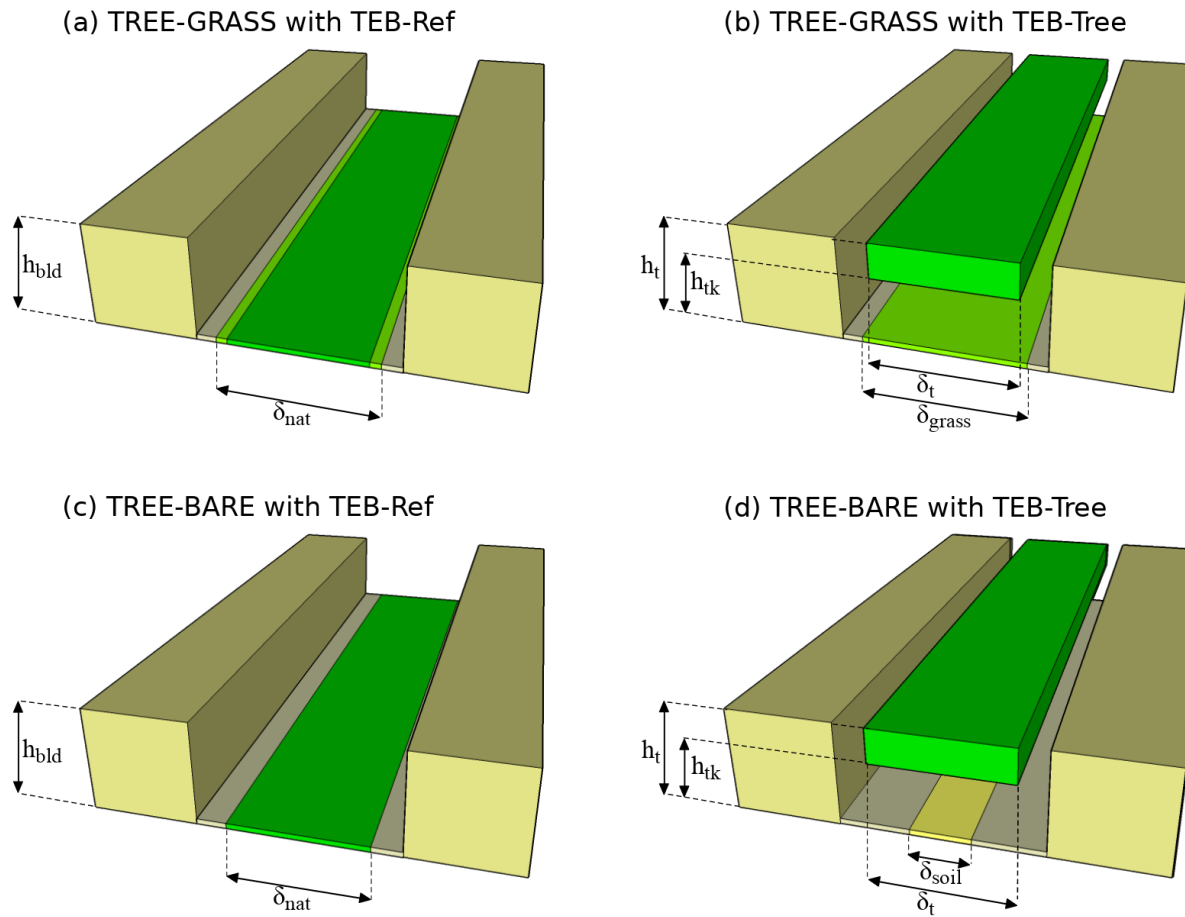 (a) TREE-GRASS with TEB-Ref
(b) TREE-GRASS with TEB-Tree
h_bld
δ_nat
h_t
h_tk
δ_t
δ_grass
(c) TREE-BARE with TEB-Ref
(d) TREE-BARE with TEB-Tree
h_bld
δ_nat
h_t
h_tk
δ_soil
δ_t